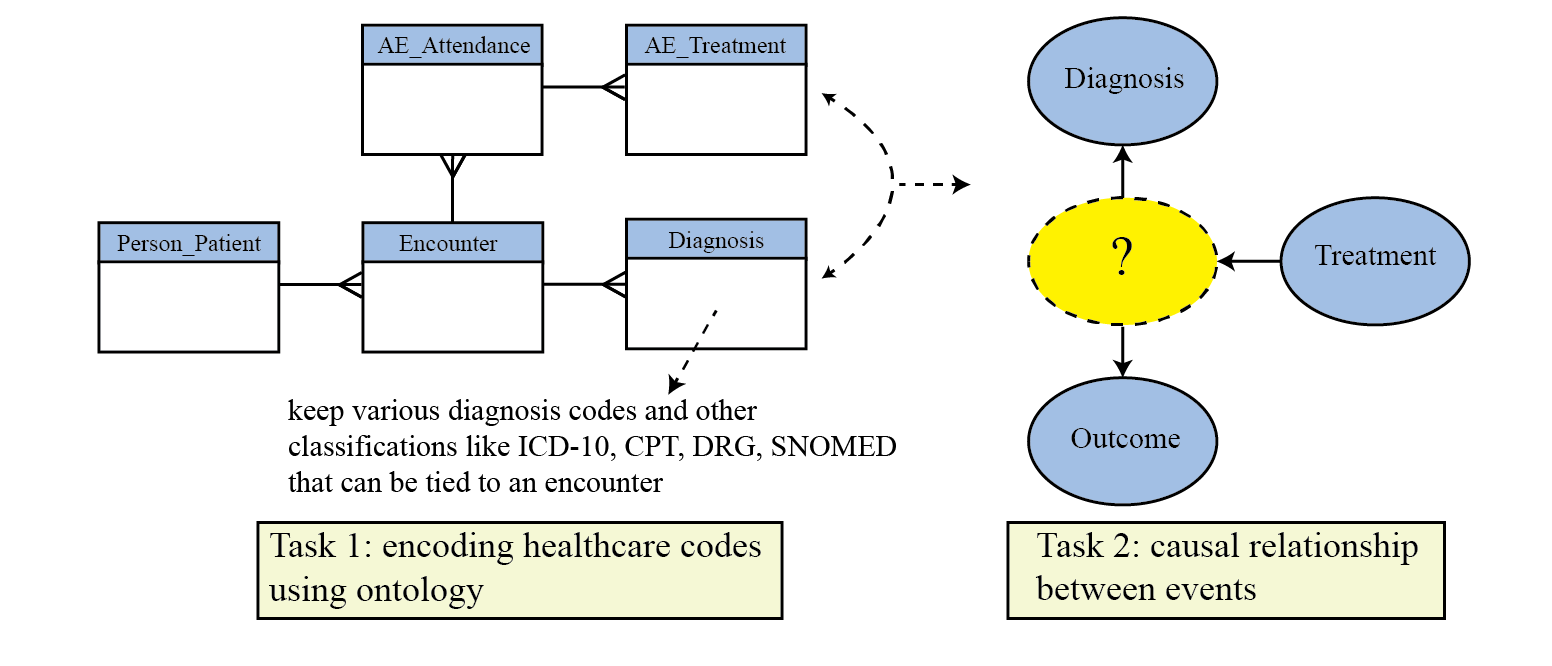 AE_Attendance
AE_Treatment
Person_Patient
Encounter
Diagnosis
keep various diagnosis codes and other
classifications like ICD-10, CPT, DRG, SNOMED
that can be tied to an encounter
Task 1: encoding healthcare codes
using ontology
Diagnosis
?
Treatment
Outcome
Task 2: causal relationship
between events